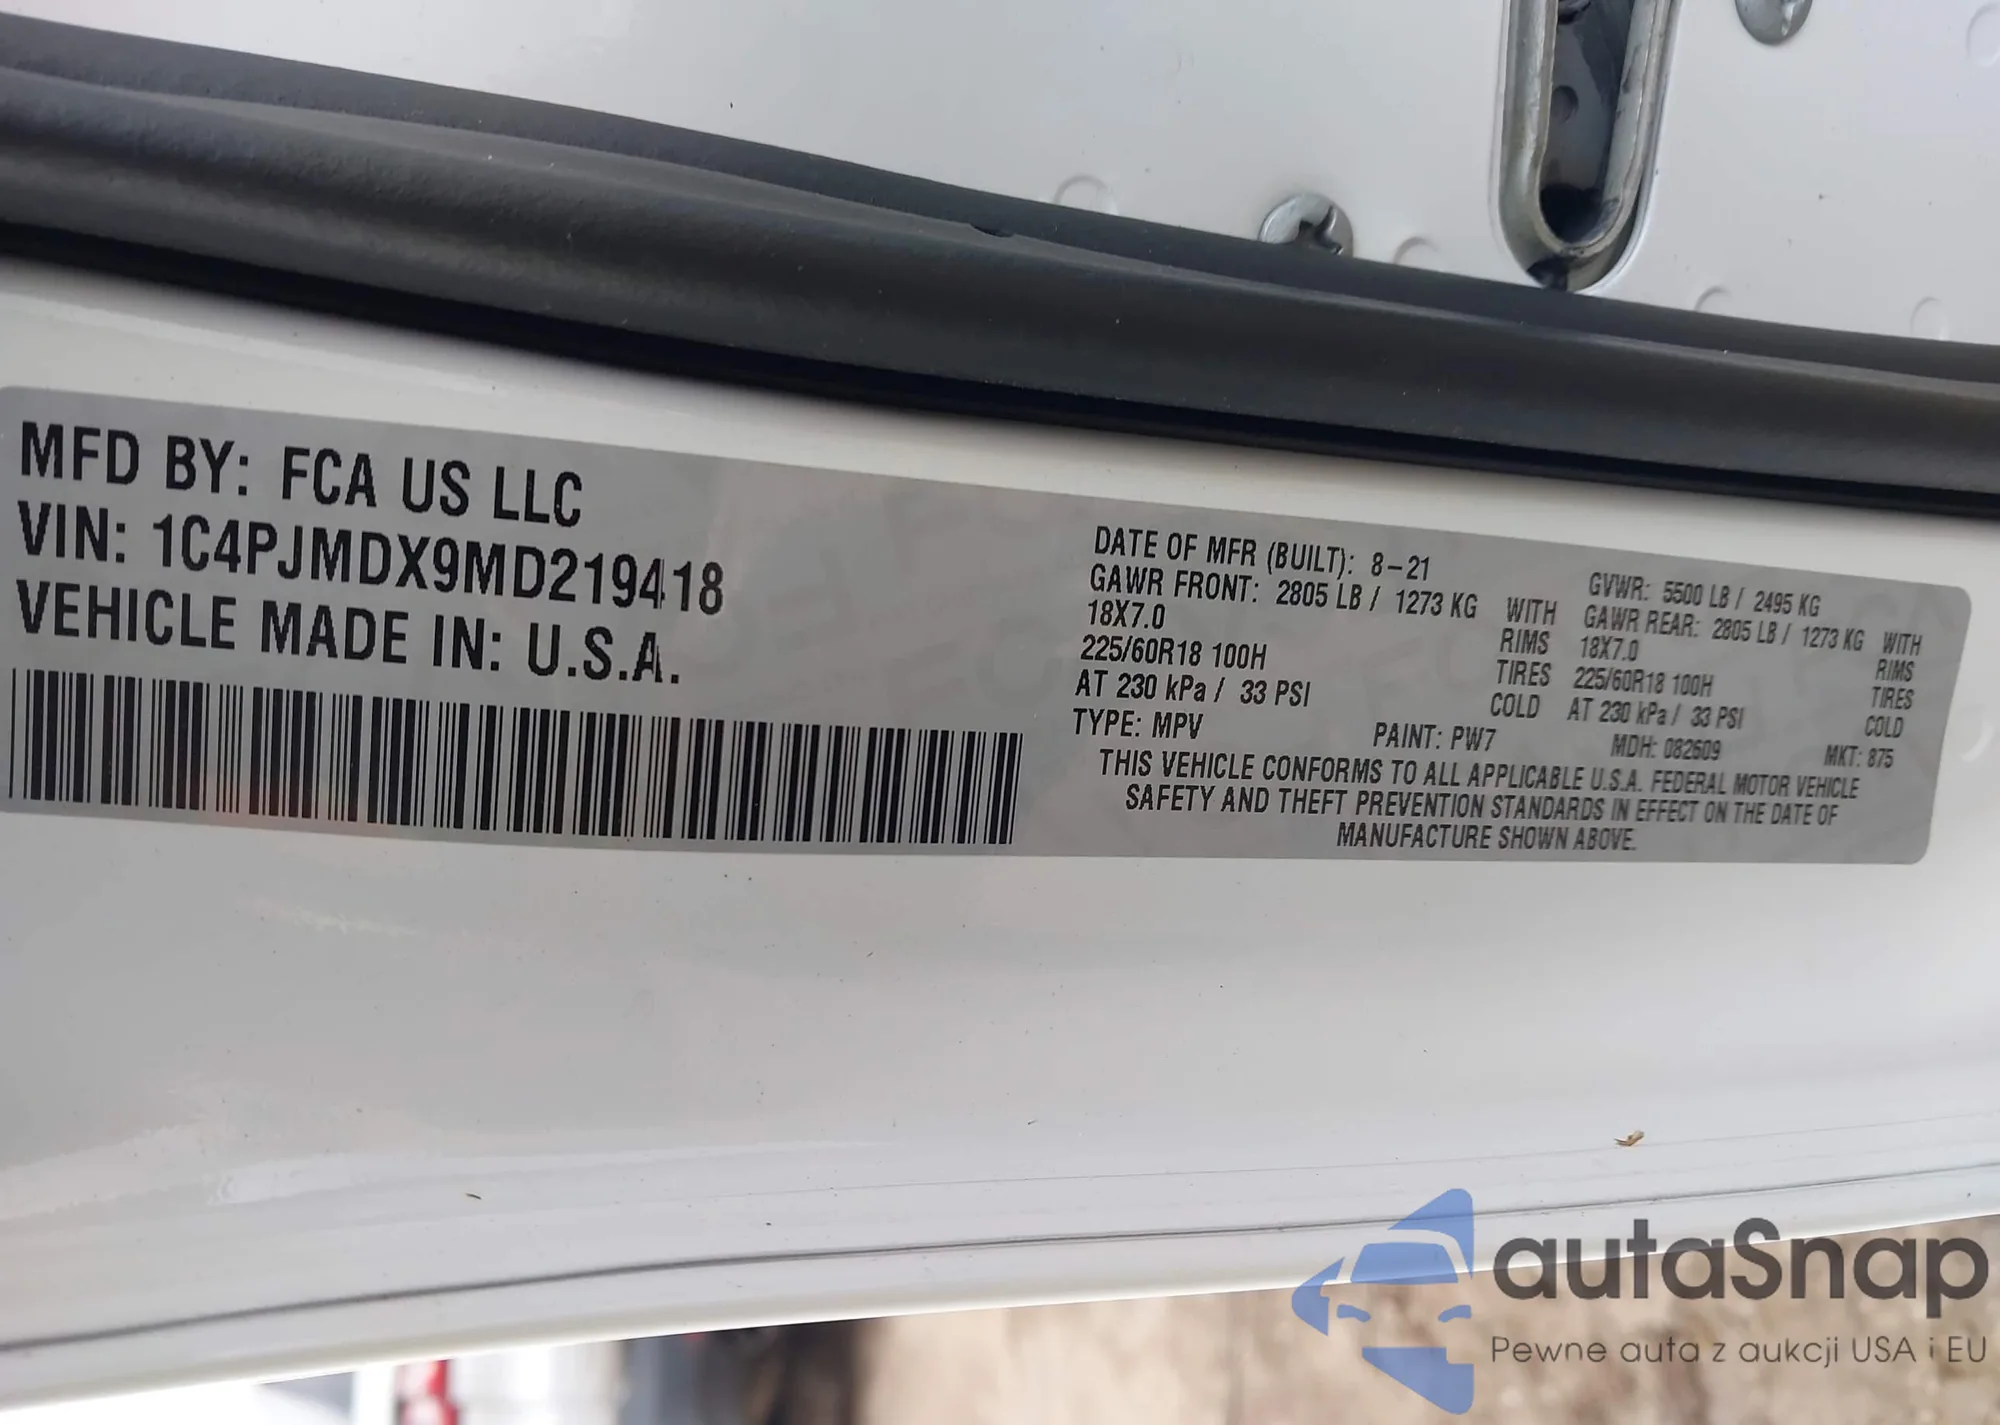 MFD BY: FCA US LLC
VIN: 1C4PJMDX9MD219418
VEHICLE MADE IN: U.S.A.
DATE OF MFR (BUILT): 8-21 GVWR: 5500 LB / 2495 KG
GAWR FRONT: 2805 LB / 1273 KG WITH GAWR REAR: 2805 LB / 1273 KG WITH
18X7.0 RIMS 18X7.0 RIMS
225/60R18 100H TIRES 225/60R18 100H TIRES
AT 230 kPa / 33 PSI COLD AT 230 kPa / 33 PSI COLD
TYPE: MPV PAINT: PW7 MDH: 082609 MKT: 875
THIS VEHICLE CONFORMS TO ALL APPLICABLE U.S.A. FEDERAL MOTOR VEHICLE
SAFETY AND THEFT PREVENTION STANDARDS IN EFFECT ON THE DATE OF
MANUFACTURE SHOWN ABOVE.
autaSnap
Pewne auta z aukcji USA i EU